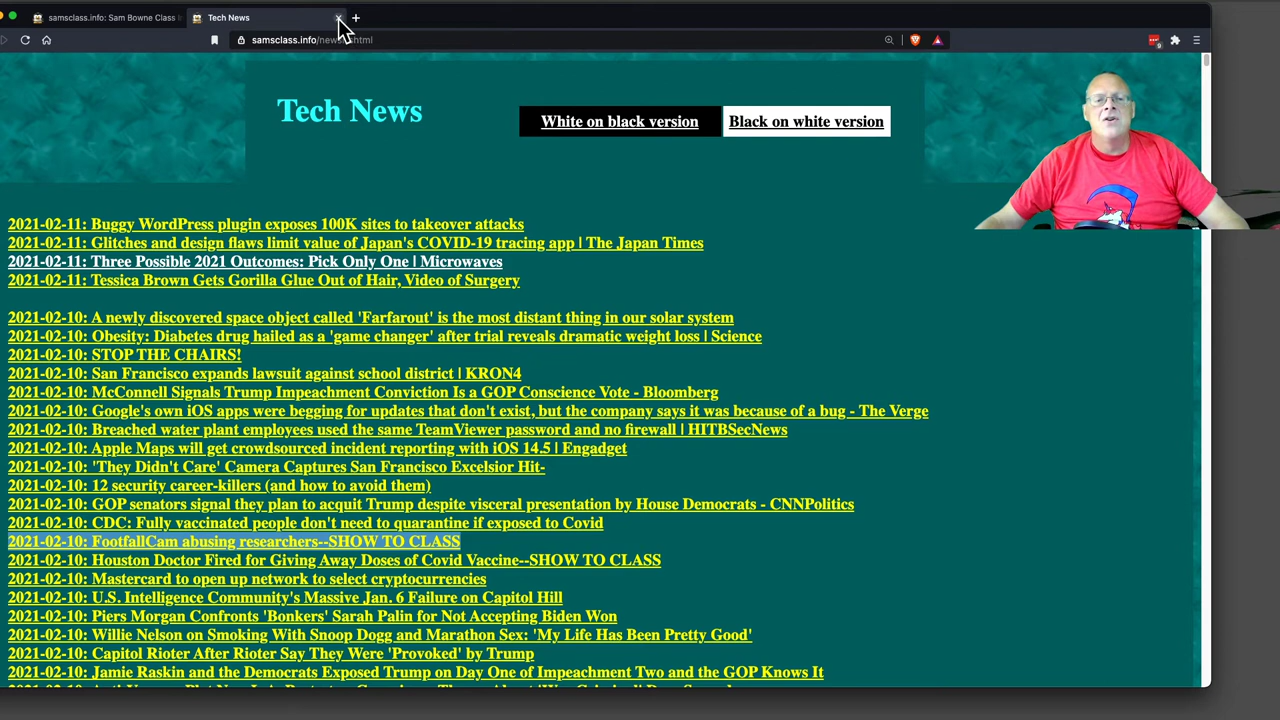 samsclass.info: Sam Bowne Class I
Tech News
samsclass.info/new html
Tech News
White on black version
Black on white version
2021-02-11: Buggy WordPress plugin exposes 100K sites to takeover attacks
2021-02-11: Glitches and design flaws limit value of Japan's COVID-19 tracing app | The Japan Times
2021-02-11: Three Possible 2021 Outcomes: Pick Only One | Microwaves
2021-02-11: Tessica Brown Gets Gorilla Glue Out of Hair, Video of Surgery
2021-02-10: A newly discovered space object called 'Farfarout' is the most distant thing in our solar system
2021-02-10: Obesity: Diabetes drug hailed as a 'game changer' after trial reveals dramatic weight loss | Science
2021-02-10: STOP THE CHAIRS!
2021-02-10: San Francisco expands lawsuit against school district | KRON4
2021-02-10: McConnell Signals Trump Impeachment Conviction Is a GOP Conscience Vote - Bloomberg
2021-02-10: Google's own iOS apps were begging for updates that don't exist, but the company says it was because of a bug - The Verge
2021-02-10: Breached water plant employees used the same TeamViewer password and no firewall | HITBSecNews
2021-02-10: Apple Maps will get crowdsourced incident reporting with iOS 14.5 | Engadget
2021-02-10: 'They Didn't Care' Camera Captures San Francisco Excelsior Hit-
2021-02-10: 12 security career-killers (and how to avoid them)
2021-02-10: GOP senators signal they plan to acquit Trump despite visceral presentation by House Democrats - CNNPolitics
2021-02-10: CDC: Fully vaccinated people don't need to quarantine if exposed to Covid
2021-02-10: FootfallCam abusing researchers--SHOW TO CLASS
2021-02-10: Houston Doctor Fired for Giving Away Doses of Covid Vaccine--SHOW TO CLASS
2021-02-10: Mastercard to open up network to select cryptocurrencies
2021-02-10: U.S. Intelligence Community's Massive Jan. 6 Failure on Capitol Hill
2021-02-10: Piers Morgan Confronts 'Bonkers' Sarah Palin for Not Accepting Biden Won
2021-02-10: Willie Nelson on Smoking With Snoop Dogg and Marathon Sex: 'My Life Has Been Pretty Good'
2021-02-10: Capitol Rioter After Rioter Say They Were 'Provoked' by Trump
2021-02-10: Jamie Raskin and the Democrats Exposed Trump on Day One of Impeachment Two and the GOP Knows It